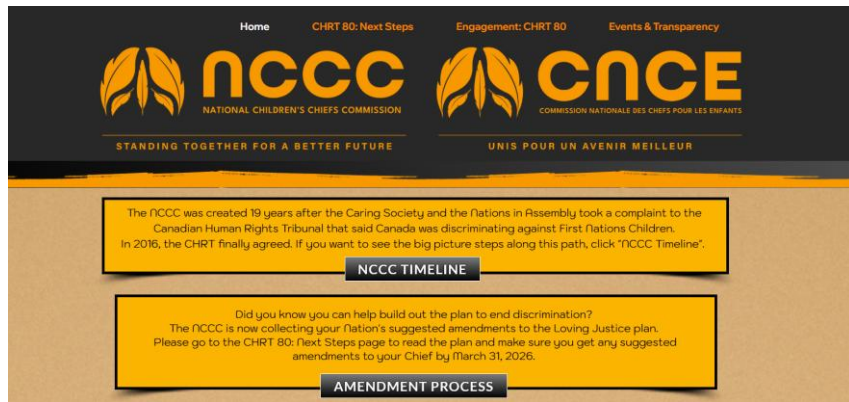 Home CHRT 80: Next Steps Engagement: CHRT 80 Events & Transparency
NCCC
NATIONAL CHILDREN'S CHIEFS COMMISSION
STANDING TOGETHER FOR A BETTER FUTURE
CNCE
COMMISSION NATIONALE DES CHEFS POUR LES ENFANTS
UNIS POUR UN AVENIR MEILLEUR
The NCCC was created 19 years after the Caring Society and the Nations in Assembly took a complaint to the
Canadian Human Rights Tribunal that said Canada was discriminating against First Nations Children.
In 2016, the CHRT finally agreed. If you want to see the big picture steps along this path, click "NCCC Timeline".
NCCC TIMELINE
Did you know you can help build out the plan to end discrimination?
The NCCC is now collecting your Nation's suggested amendments to the Loving Justice plan.
Please go to the CHRT 80: Next Steps page to read the plan and make sure you get any suggested
amendments to your Chief by March 31, 2026.
AMENDMENT PROCESS